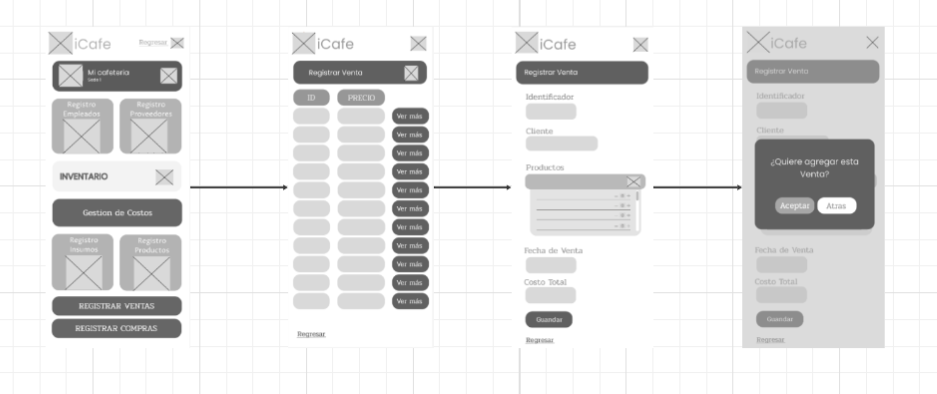 iCafe
Regresar
Mi cafeteria
Registro
Empleados
Registro
Proveedores
INVENTARIO
Gestion de Costos
Registro
Insumos
Registro
Productos
REGISTRAR VENTAS
REGISTRAR COMPRAS
iCafe
Registrar Venta
ID
PRECIO
Ver más
Ver más
Ver más
Ver más
Ver más
Ver más
Ver más
Ver más
Ver más
Ver más
Ver más
Regresar
iCafe
Registrar Venta
Identificador
Cliente
Productos
Fecha de Venta
Costo Total
Guardar
Regresar
iCafe
Registrar Venta
Identificador
Cliente
¿Quiere agregar esta
Venta?
Aceptar
Atras
Fecha de Venta
Costo Total
Guardar
Regresar